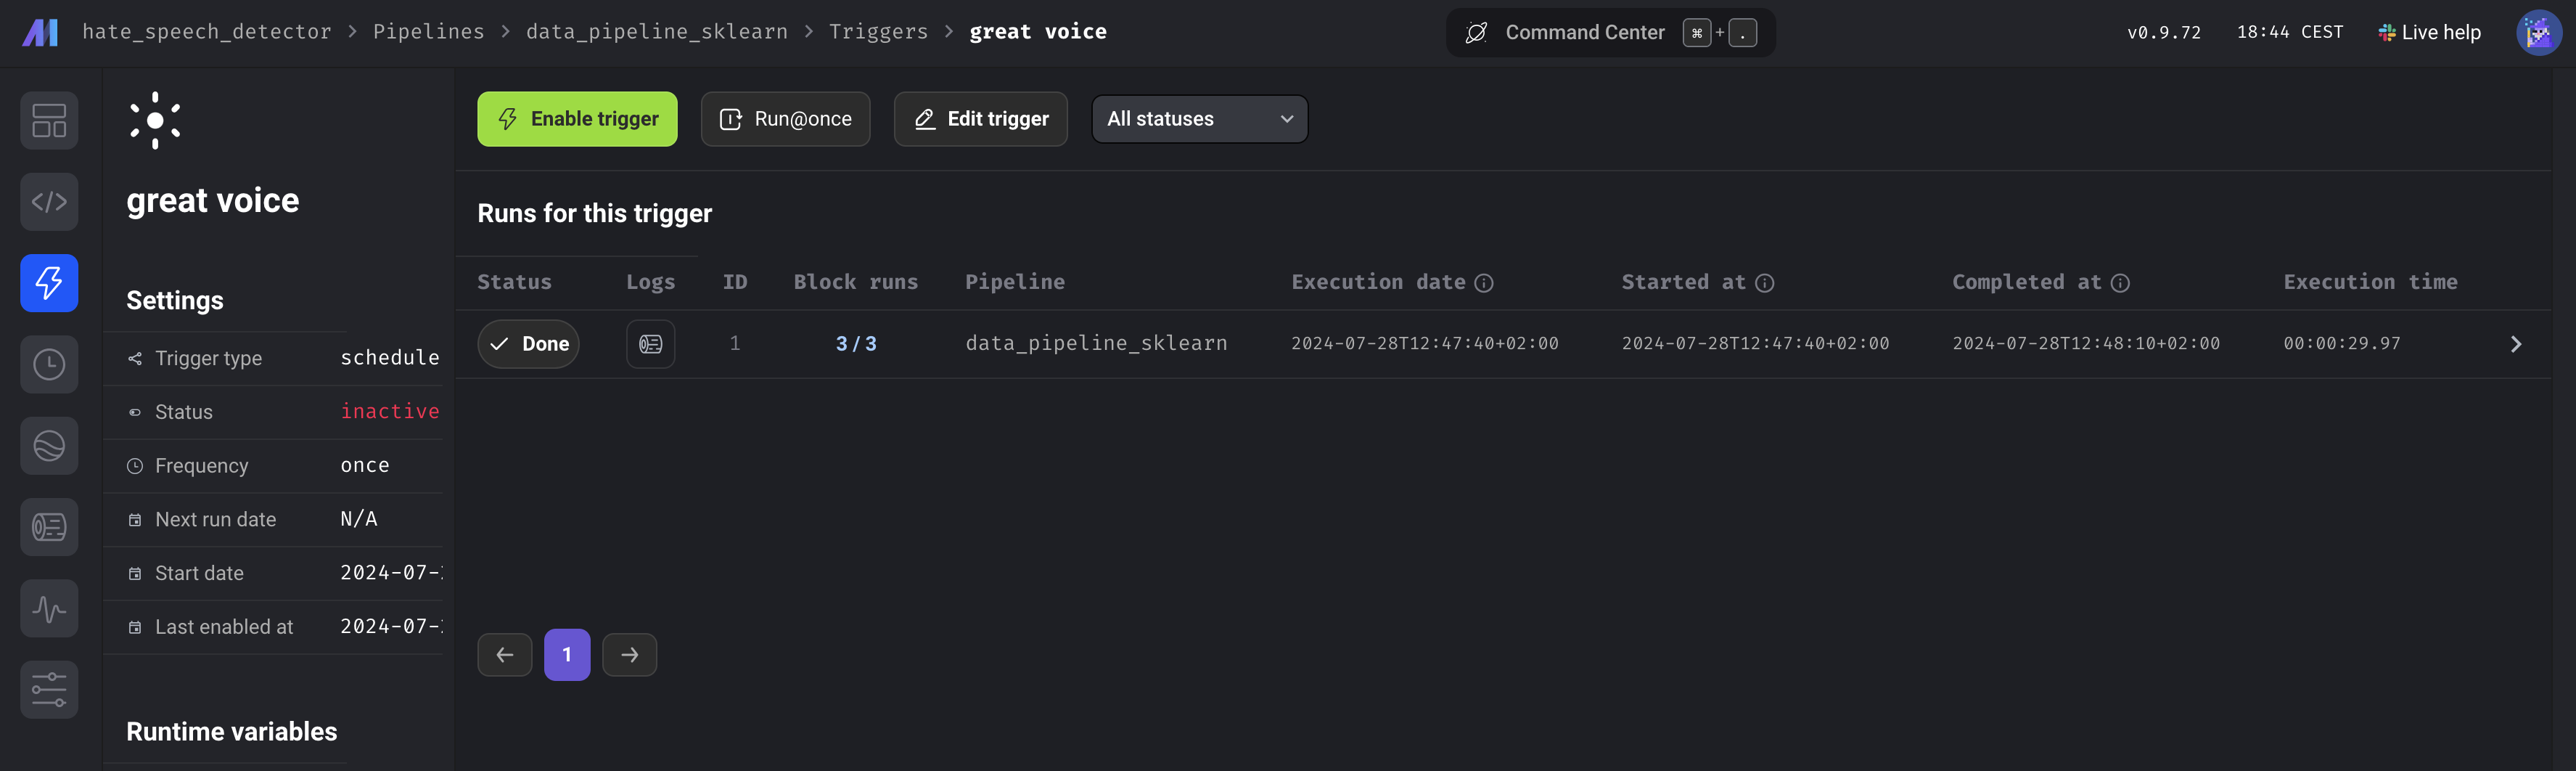 hate_speech_detector > Pipelines > data_pipeline_sklearn > Triggers > great voice
Command Center ⌘ + .
v0.9.72 18:44 CEST Live help
great voice
Settings
Trigger type schedule
Status inactive
Frequency once
Next run date N/A
Start date 2024-07-
Last enabled at 2024-07-
Runtime variables
Enable trigger Run@once Edit trigger All statuses
Runs for this trigger
Status Logs ID Block runs Pipeline Execution date Started at Completed at Execution time
Done 1 3 / 3 data_pipeline_sklearn 2024-07-28T12:47:40+02:00 2024-07-28T12:47:40+02:00 2024-07-28T12:48:10+02:00 00:00:29.97
1